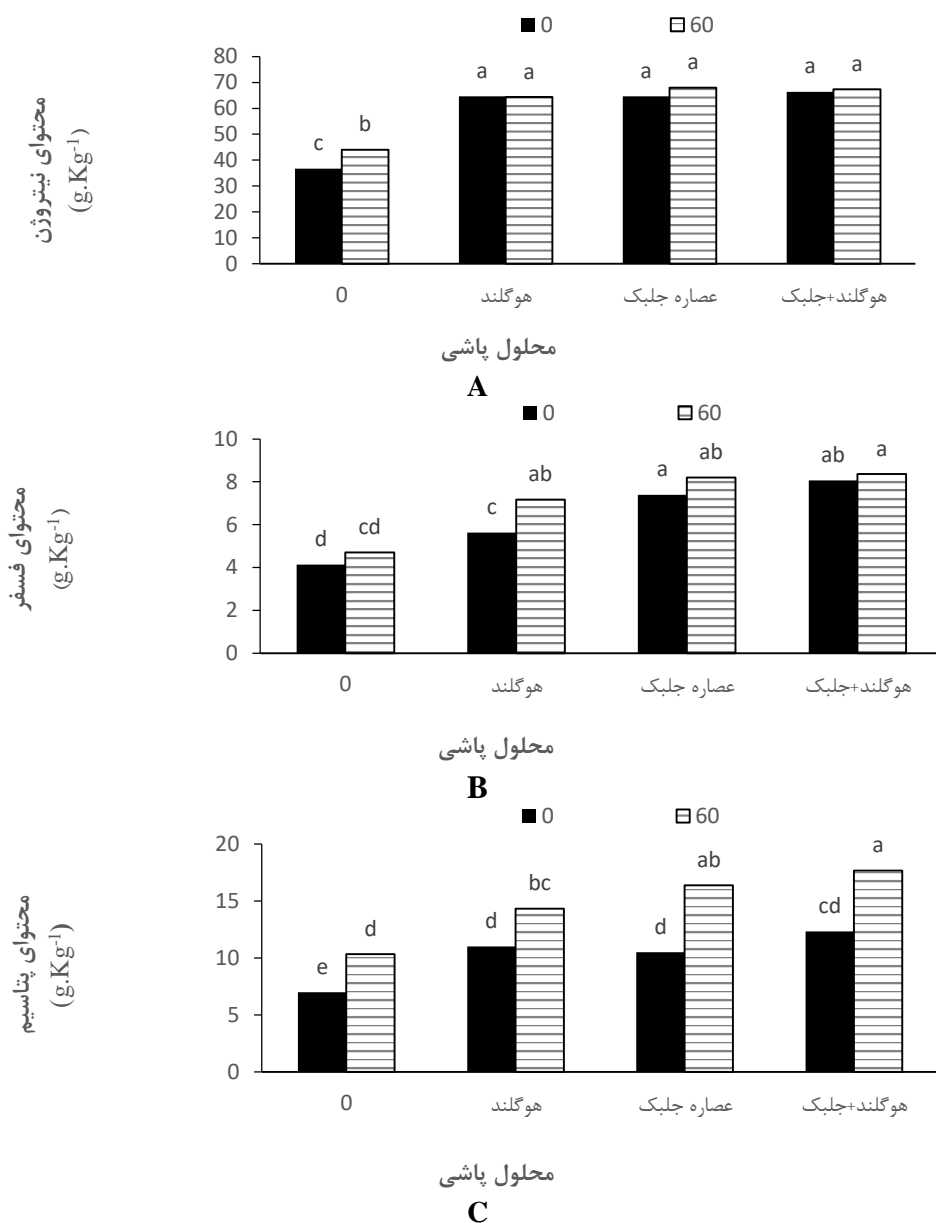 0 60
80
70
60
50
40
30
20
10
0
محتوای نیتروژن
(g.Kg-1)
c b a a a a a a
0 هوگلند عصاره جلبک هوگلند+جلبک
محلول پاشی
A
0 60
10
8
6
4
2
0
محتوای فسفر
(g.Kg-1)
d cd c ab a ab ab a
0 هوگلند عصاره جلبک هوگلند+جلبک
محلول پاشی
B
0 60
20
15
10
5
0
محتوای پتاسیم
(g.Kg-1)
e d d bc d ab cd a
0 هوگلند عصاره جلبک هوگلند+جلبک
محلول پاشی
C